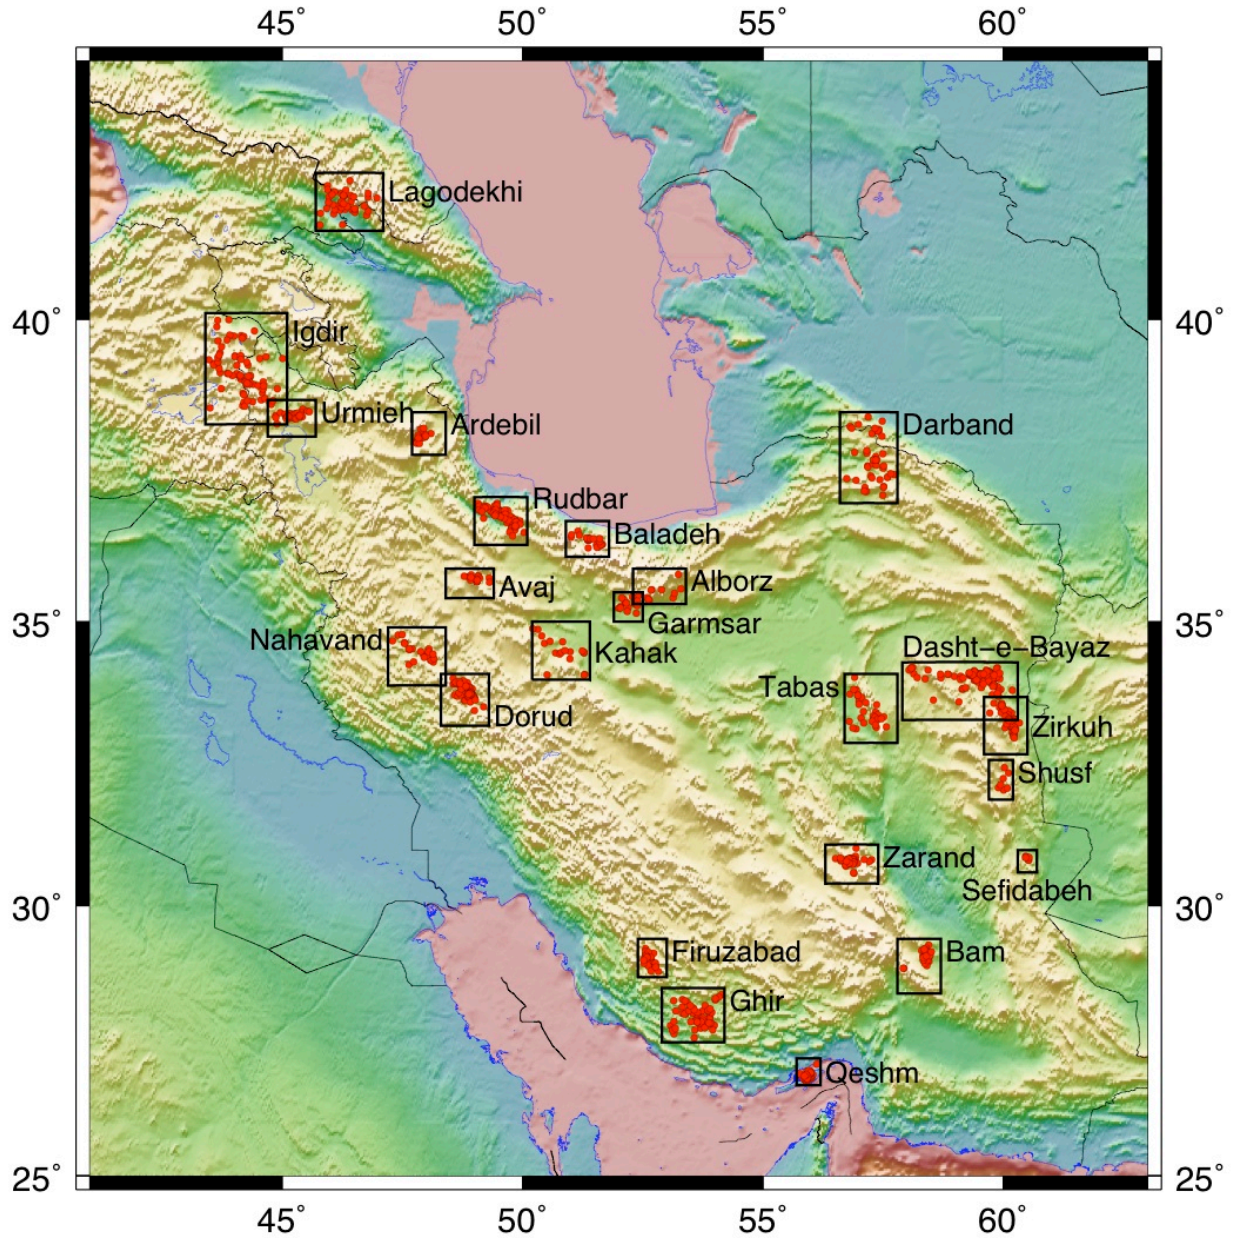 45° 50° 55° 60°
Lagodekhi
40° Igdir 40°
Urmieh Ardebil Darband
Rudbar
Baladeh
Avaj Alborz
35° Garmsar 35°
Nahavand Kahak Dasht-e-Bayaz
Tabas
Dorud Zirkuh
Shusf
Zarand
Sefidabeh
30° 30°
Firuzabad Bam
Ghir
Qeshm
25° 25°
45° 50° 55° 60°